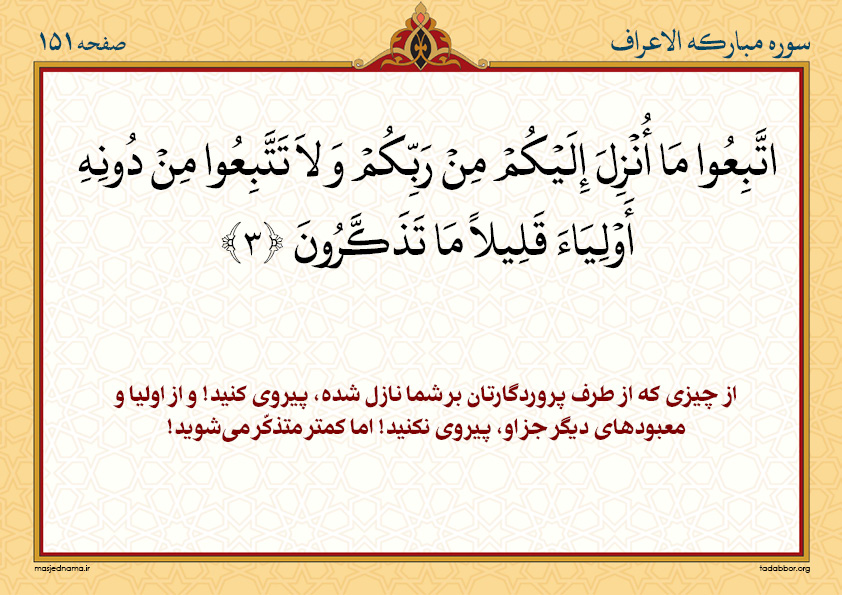 سوره مبارکه الاعراف
صفحه ۱۵۱
اتَّبِعُوا مَا أُنْزِلَ إِلَيْكُمْ مِنْ رَبِّكُمْ وَلاَ تَتَّبِعُوا مِنْ دُونِهِ
أَوْلِيَاءَ قَلِيلاً مَا تَذَكَّرُونَ ﴿۳﴾
از چیزی که از طرف پروردگارتان بر شما نازل شده، پیروی کنید! و از اولیا و
معبودهای دیگر جز او، پیروی نکنید! اما کمتر متذکّر می‌شوید!
masjednama.ir
tadabbor.org